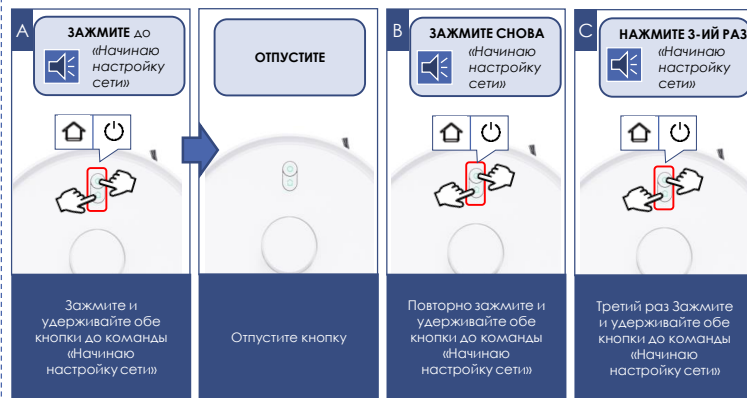 A
ЗАЖМИТЕ до
«Начинаю
настройку
сети»
Зажмите и
удерживайте обе
кнопки до команды
«Начинаю
настройку сети»
ОТПУСТИТЕ
Отпустите кнопку
B
ЗАЖМИТЕ СНОВА
«Начинаю
настройку
сети»
Повторно зажмите и
удерживайте обе
кнопки до команды
«Начинаю
настройку сети»
C
НАЖМИТЕ 3-ИЙ РАЗ
«Начинаю
настройку
сети»
Третий раз Зажмите
и удерживайте обе
кнопки до команды
«Начинаю
настройку сети»